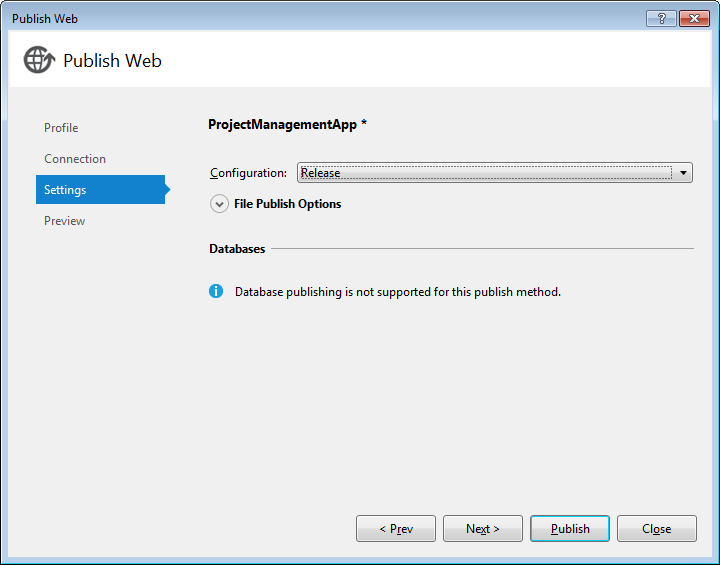 Publish Web
?
Publish Web
Profile
Connection
Settings
Preview
ProjectManagementApp *
Configuration: Release
File Publish Options
Databases
Database publishing is not supported for this publish method.
< Prev Next > Publish Close